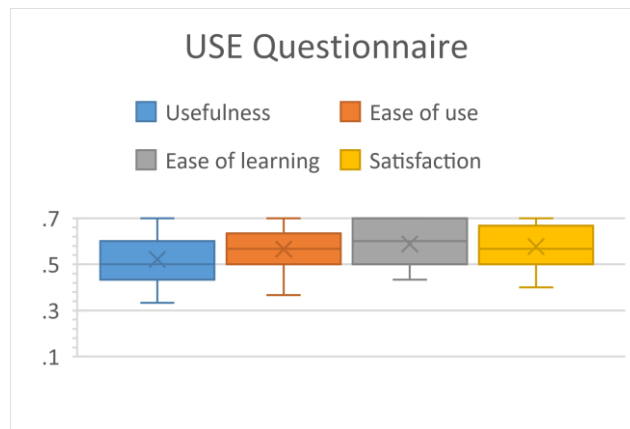 USE Questionnaire
Usefulness
Ease of use
Ease of learning
Satisfaction
.7
.5
.3
.1